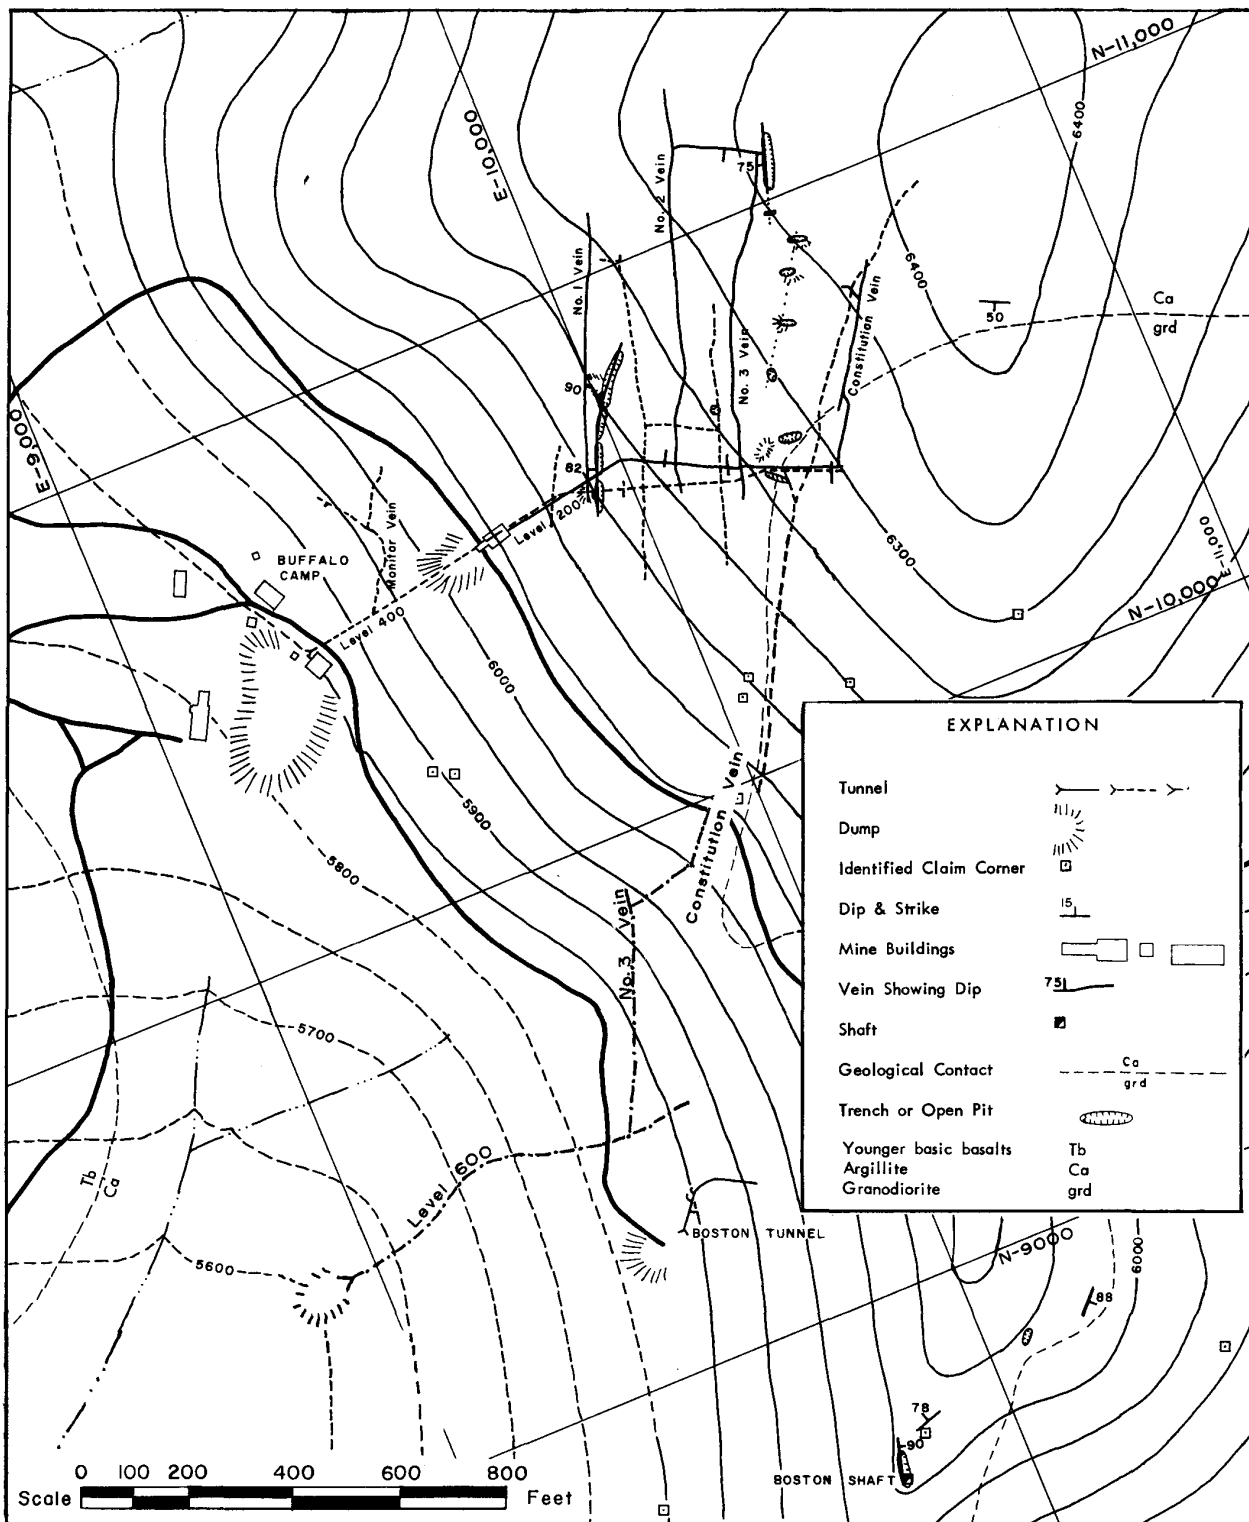 N-11,000
E-10,000
6400
No. 2 Vein
75
No. 1 Vein
6400
Constitution Vein
50
Ca
grd
No. 3 Vein
90
E-9,000
82
Level 200
6300
E-11,000
N-10,000
BUFFALO
CAMP
Monitor Vein
Level 400
6000
5900
5800
Constitution Vein
No. 3 Vein
5700
Level 600
Tb
Ca
5600
BOSTON TUNNEL
N-9000
6000
88
78
90
BOSTON SHAFT
EXPLANATION
Tunnel
Dump
Identified Claim Corner
Dip & Strike
15
Mine Buildings
Vein Showing Dip
75
Shaft
Geological Contact
Ca
grd
Trench or Open Pit
Younger basic basalts Tb
Argillite Ca
Granodiorite grd
0 100 200 400 600 800
Scale Feet